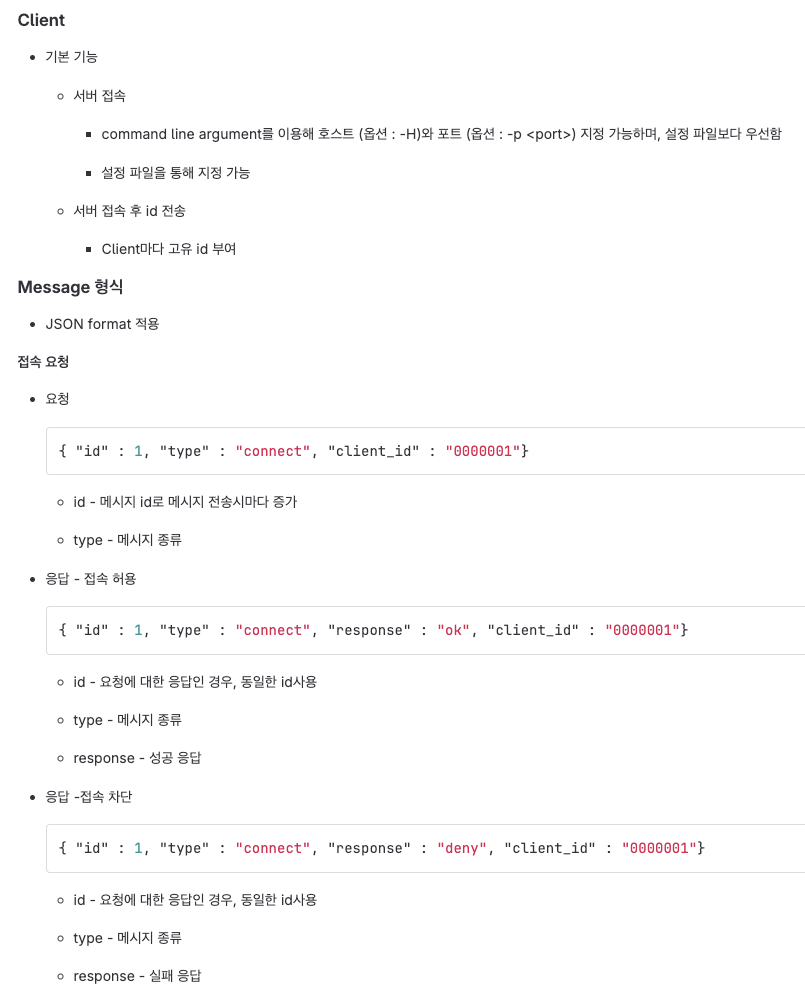 Client
기본 기능
서버 접속
command line argument를 이용해 호스트 (옵션 : -H)와 포트 (옵션 : -p <port>) 지정 가능하며, 설정 파일보다 우선함
설정 파일을 통해 지정 가능
서버 접속 후 id 전송
Client마다 고유 id 부여
Message 형식
JSON format 적용
접속 요청
요청
{ "id" : 1, "type" : "connect", "client_id" : "0000001"}
id - 메시지 id로 메시지 전송시마다 증가
type - 메시지 종류
응답 - 접속 허용
{ "id" : 1, "type" : "connect", "response" : "ok", "client_id" : "0000001"}
id - 요청에 대한 응답인 경우, 동일한 id사용
type - 메시지 종류
response - 성공 응답
응답 -접속 차단
{ "id" : 1, "type" : "connect", "response" : "deny", "client_id" : "0000001"}
id - 요청에 대한 응답인 경우, 동일한 id사용
type - 메시지 종류
response - 실패 응답